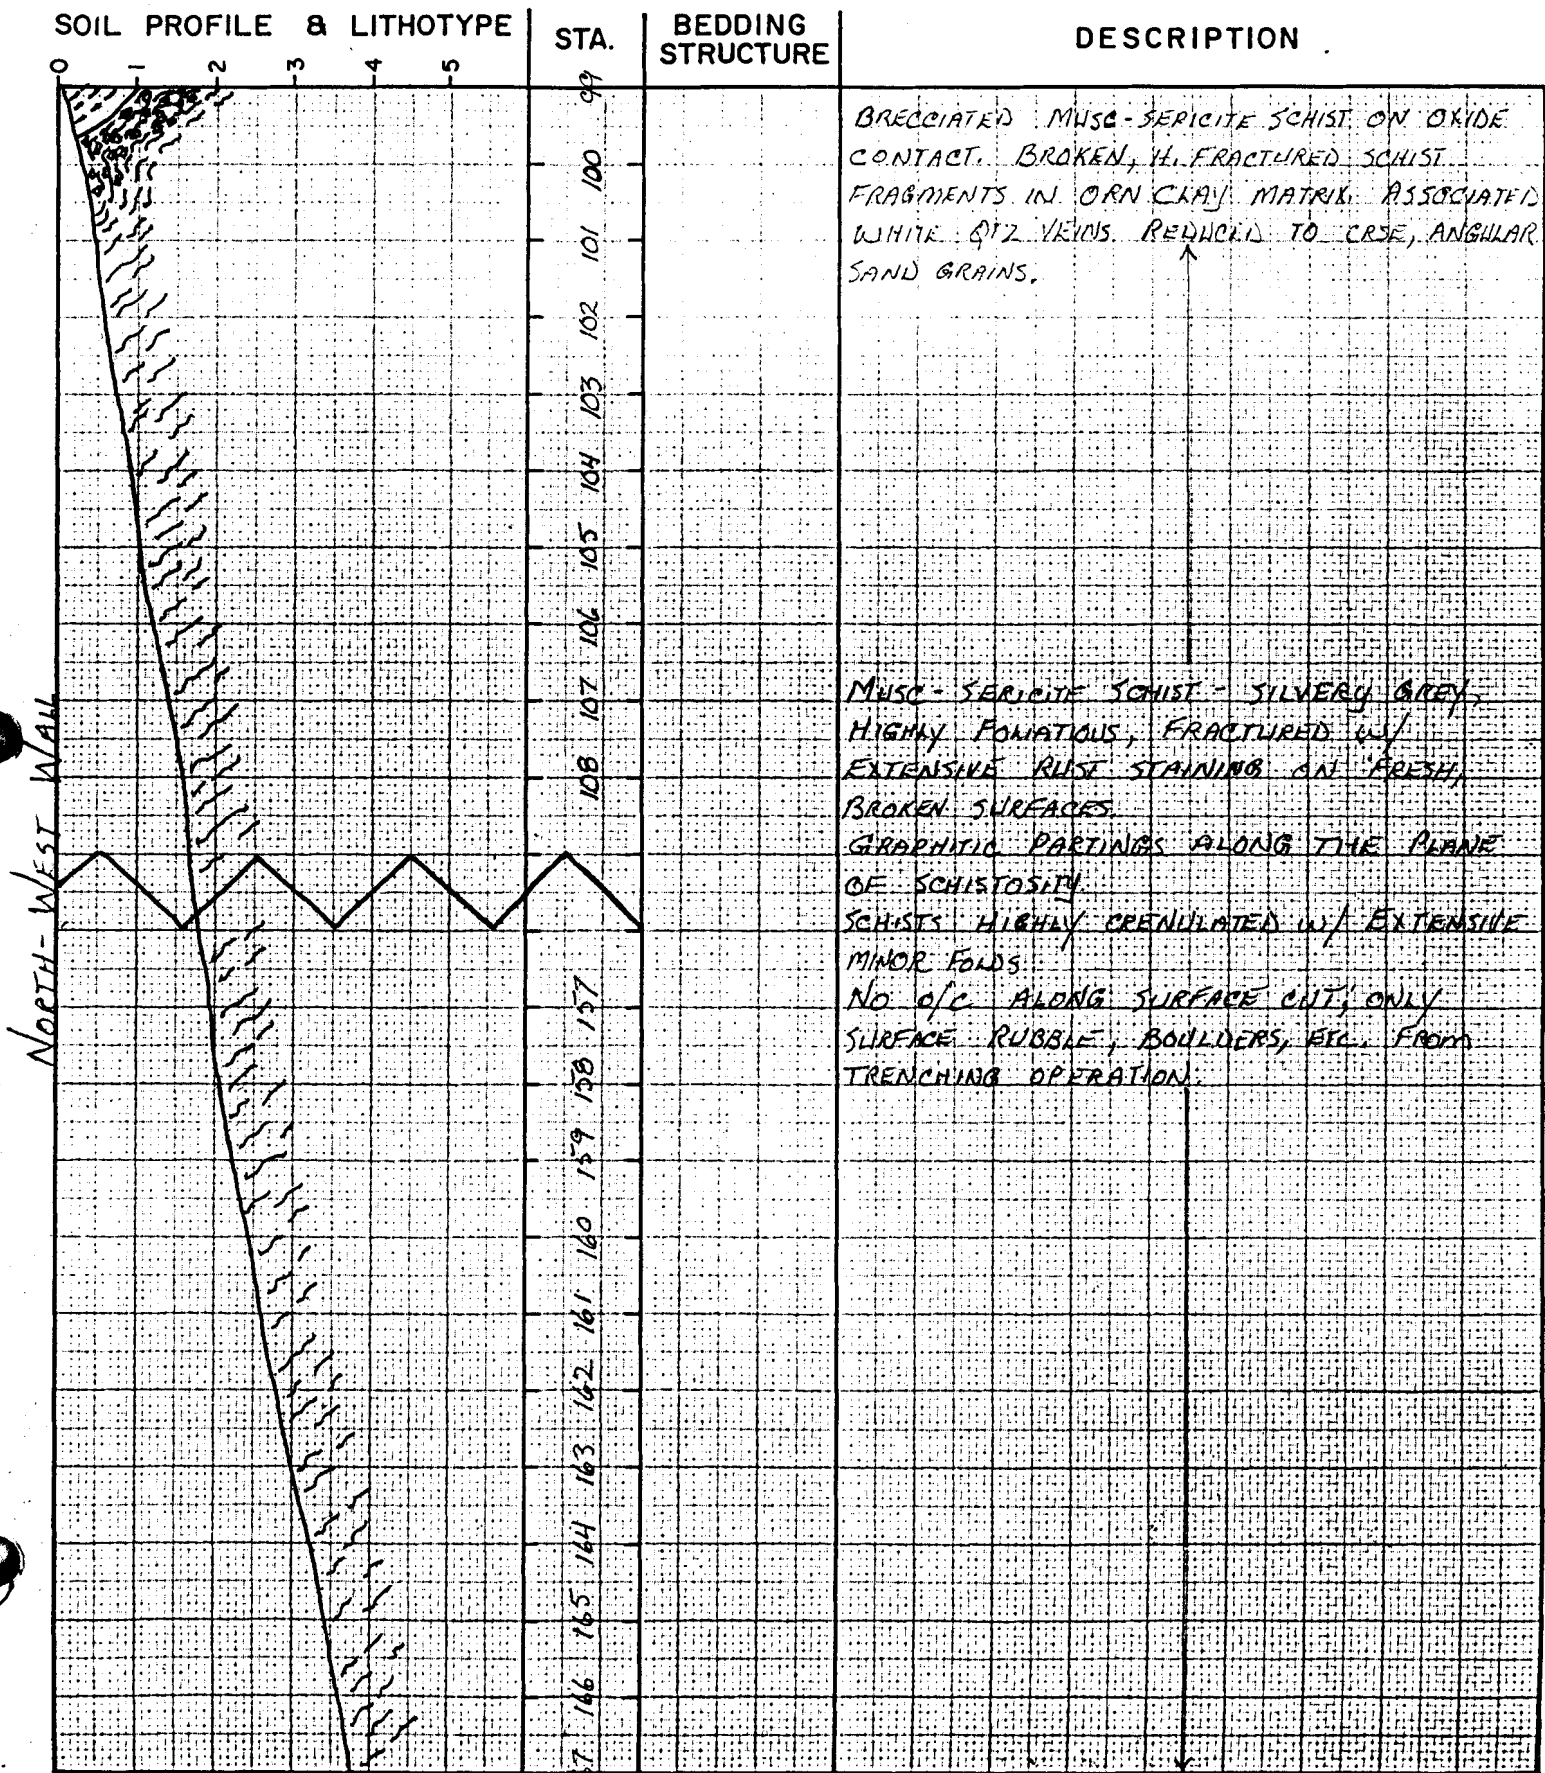 SOIL PROFILE & LITHOTYPE
STA.
BEDDING
STRUCTURE
DESCRIPTION
0 1 2 3 4 5
99
100
101
102
103
104
105
106
107
108
157
158
159
160
161
162
163
164
165
166
NORTH-WEST WALL
BRECCIATED MUSC-SERICITE SCHIST ON OXIDE
CONTACT. BROKEN, H. FRACTURED SCHIST
FRAGMENTS IN ORN CLAY MATRIX. ASSOCIATED
WHITE QTZ VEINS REDUCED TO CRSE, ANGULAR
SAND GRAINS.
MUSC-SERICITE SCHIST - SILVERY GREY,
HIGHLY FOLIATIOUS, FRACTURED W/
EXTENSIVE RUST STAINING ON FRESH,
BROKEN SURFACES.
GRAPHITIC PARTINGS ALONG THE PLANE
OF SCHISTOSITY.
SCHISTS HIGHLY CRENULATED W/ EXTENSIVE
MINOR FOLDS
NO O/C ALONG SURFACE CUT; ONLY
SURFACE RUBBLE, BOULDERS, ETC. FROM
TRENCHING OPERATION.